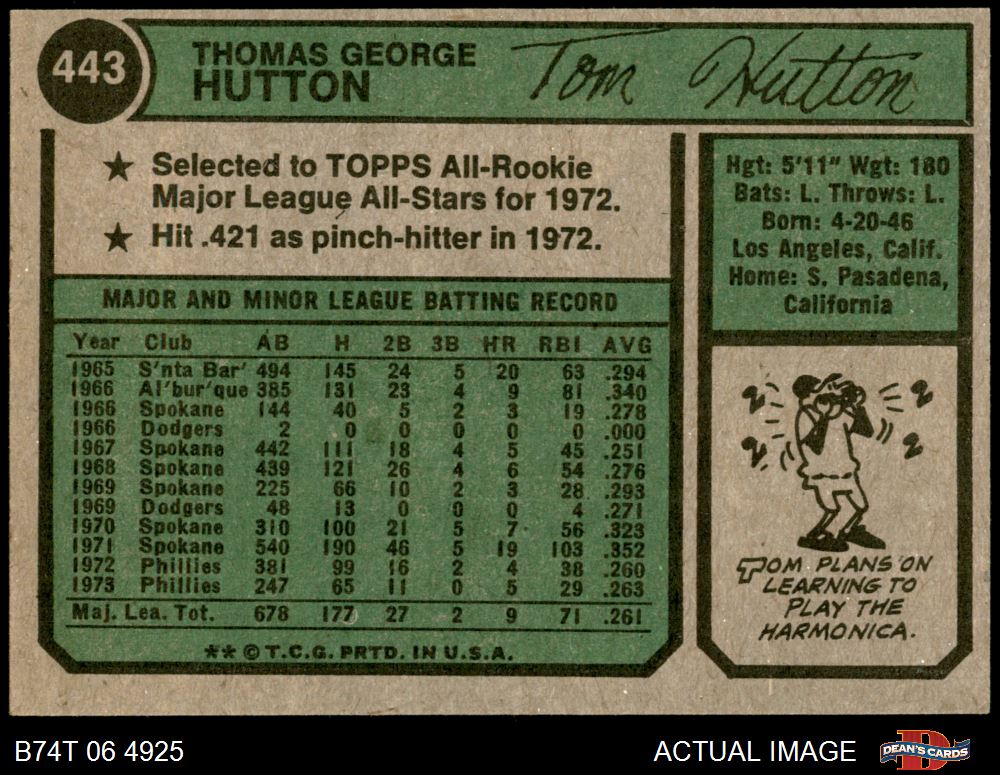 443
THOMAS GEORGE
HUTTON
Tom Hutton
★ Selected to TOPPS All-Rookie
Major League All-Stars for 1972.
★ Hit .421 as pinch-hitter in 1972.
MAJOR AND MINOR LEAGUE BATTING RECORD
Year Club AB H 2B 3B HR RBI AVG
1965 S'nta Bar' 494 145 24 5 20 63 .294
1966 Al'bur'que 385 131 23 4 9 81 .340
1966 Spokane 144 40 5 2 3 19 .278
1966 Dodgers 2 0 0 0 0 0 .000
1967 Spokane 442 111 18 4 5 45 .251
1968 Spokane 439 121 26 4 6 54 .276
1969 Spokane 225 66 10 2 3 28 .293
1969 Dodgers 48 13 0 0 0 4 .271
1970 Spokane 310 100 21 5 7 56 .323
1971 Spokane 540 190 46 5 19 103 .352
1972 Phillies 381 99 16 2 4 38 .260
1973 Phillies 247 65 11 0 5 29 .263
Maj. Lea. Tot. 678 177 27 2 9 71 .261
** © T.C.G. PRTD. IN U.S.A.
Hgt: 5'11" Wgt: 180
Bats: L. Throws: L.
Born: 4-20-46
Los Angeles, Calif.
Home: S. Pasadena,
California
TOM PLANS ON
LEARNING TO
PLAY THE
HARMONICA.
B74T 06 4925
ACTUAL IMAGE
DEAN'S CARDS